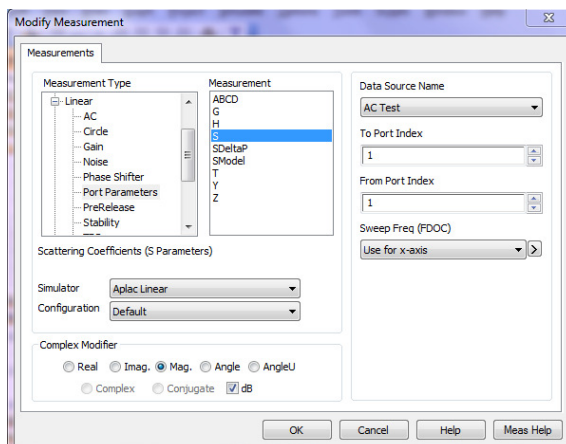 Modify Measurement
Measurements
Measurement Type
Linear
AC
Circle
Gain
Noise
Phase Shifter
Port Parameters
PreRelease
Stability
Measurement
ABCD
G
H
S
SDeltaP
SModel
T
Y
Z
Scattering Coefficients (S Parameters)
Simulator Aplac Linear
Configuration Default
Complex Modifier
Real Imag. Mag. Angle AngleU
Complex Conjugate dB
Data Source Name
AC Test
To Port Index
1
From Port Index
1
Sweep Freq (FDOC)
Use for x-axis >
OK Cancel Help Meas Help